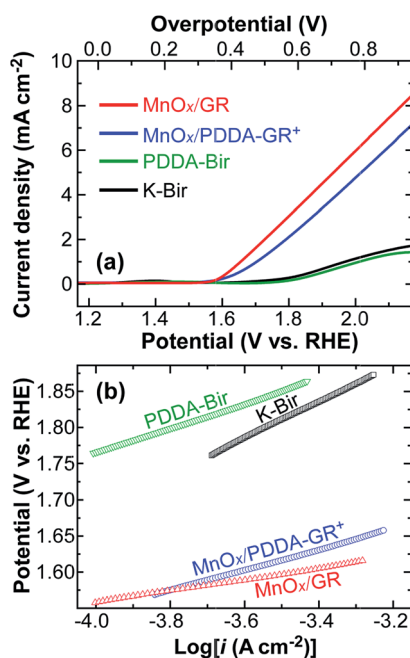 Overpotential (V)
0.0 0.2 0.4 0.6 0.8
Current density (mA cm⁻²)
10
8
6
4
2
0
MnOₓ/GR
MnOₓ/PDDA-GR⁺
PDDA-Bir
K-Bir
(a)
1.2 1.4 1.6 1.8 2.0
Potential (V vs. RHE)
(b)
Potential (V vs. RHE)
1.85
1.80
1.75
1.65
1.60
PDDA-Bir
K-Bir
MnOₓ/PDDA-GR⁺
MnOₓ/GR
-4.0 -3.8 -3.6 -3.4 -3.2
Log[i (A cm⁻²)]